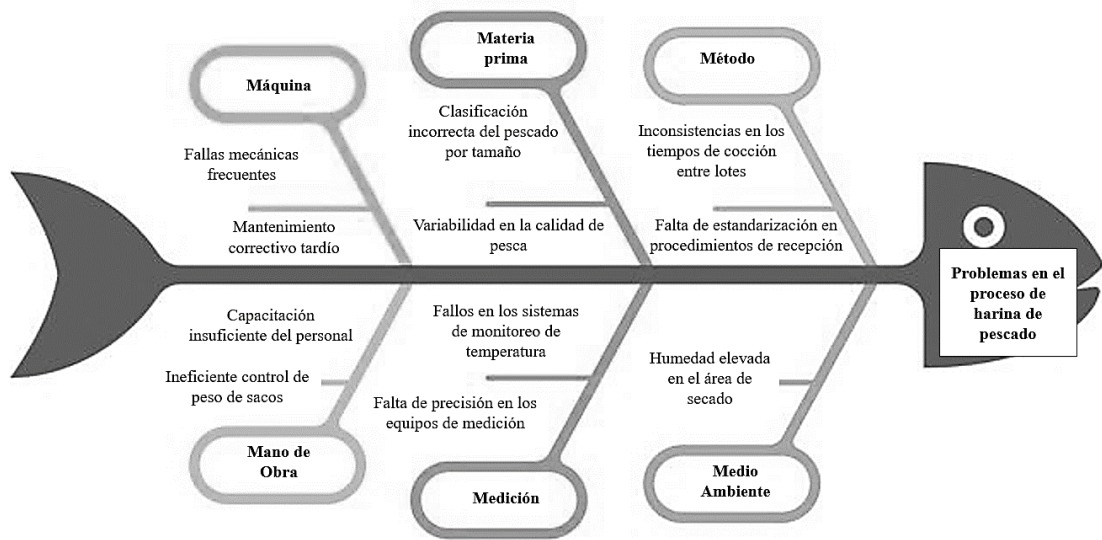 Máquina
Fallas mecánicas
frecuentes
Mantenimiento
correctivo tardío
Materia
prima
Clasificación
incorrecta del pescado
por tamaño
Variabilidad en la calidad de
pesca
Método
Inconsistencias en los
tiempos de cocción
entre lotes
Falta de estandarización en
procedimientos de recepción
Problemas en el
proceso de
harina de
pescado
Capacitación
insuficiente del personal
Ineficiente control de
peso de sacos
Mano de
Obra
Fallos en los sistemas
de monitoreo de
temperatura
Falta de precisión en los
equipos de medición
Medición
Humedad elevada
en el área de
secado
Medio
Ambiente